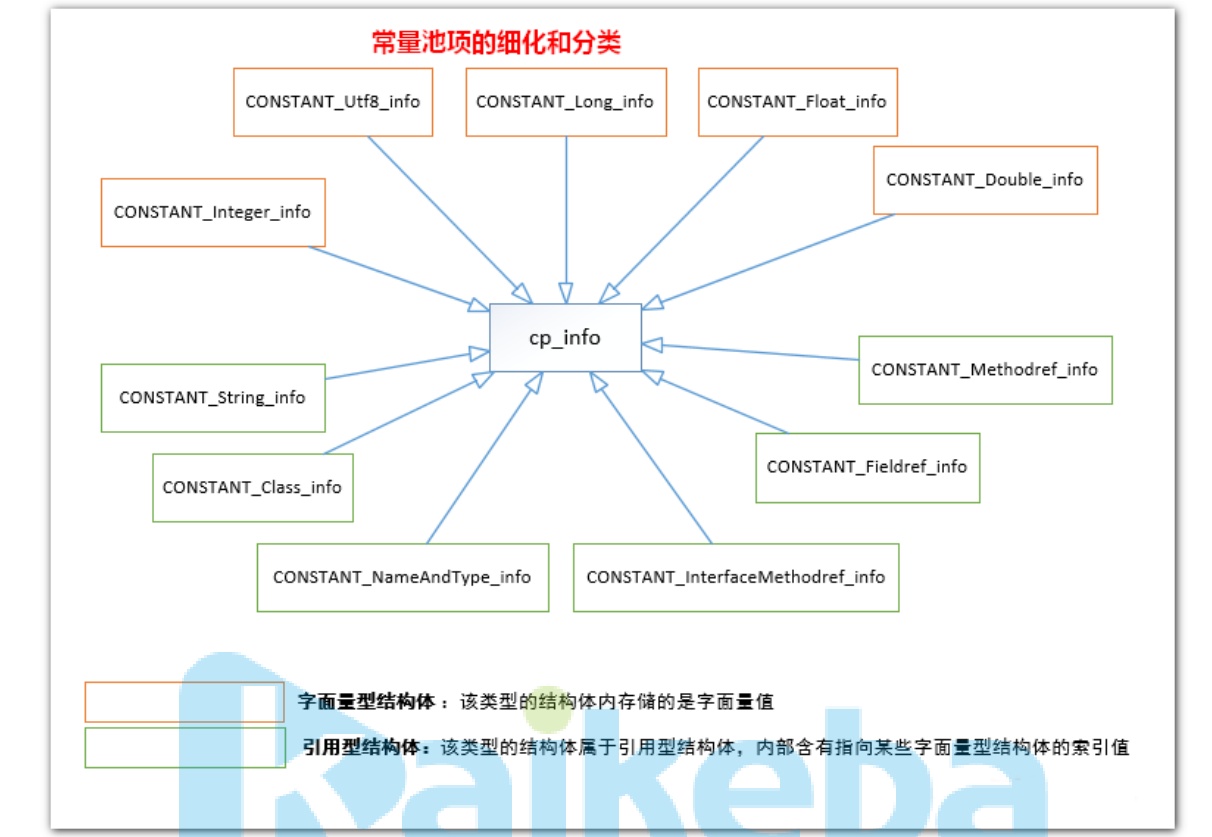 常量池项的细化和分类
CONSTANT_Utf8_info
CONSTANT_Long_info
CONSTANT_Float_info
CONSTANT_Double_info
CONSTANT_Integer_info
cp_info
CONSTANT_Methodref_info
CONSTANT_String_info
CONSTANT_Fieldref_info
CONSTANT_Class_info
CONSTANT_NameAndType_info
CONSTANT_InterfaceMethodref_info
字面量型结构体：该类型的结构体内存储的是字面量值
引用型结构体：该类型的结构体属于引用型结构体，内部含有指向某些字面量型结构体的索引值
kaikeba